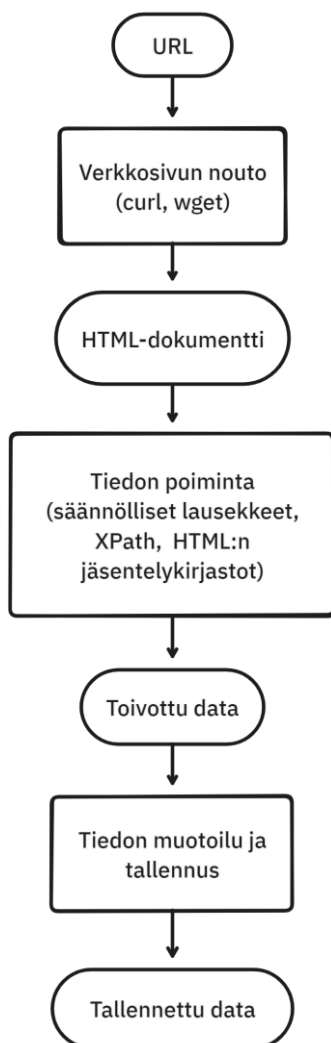 URL
Verkkosivun nouto
(curl, wget)
HTML-dokumentti
Tiedon poiminta
(säännölliset lausekkeet,
XPath, HTML:n
jäsentelykirjastot)
Toivottu data
Tiedon muotoilu ja
tallennus
Tallennettu data